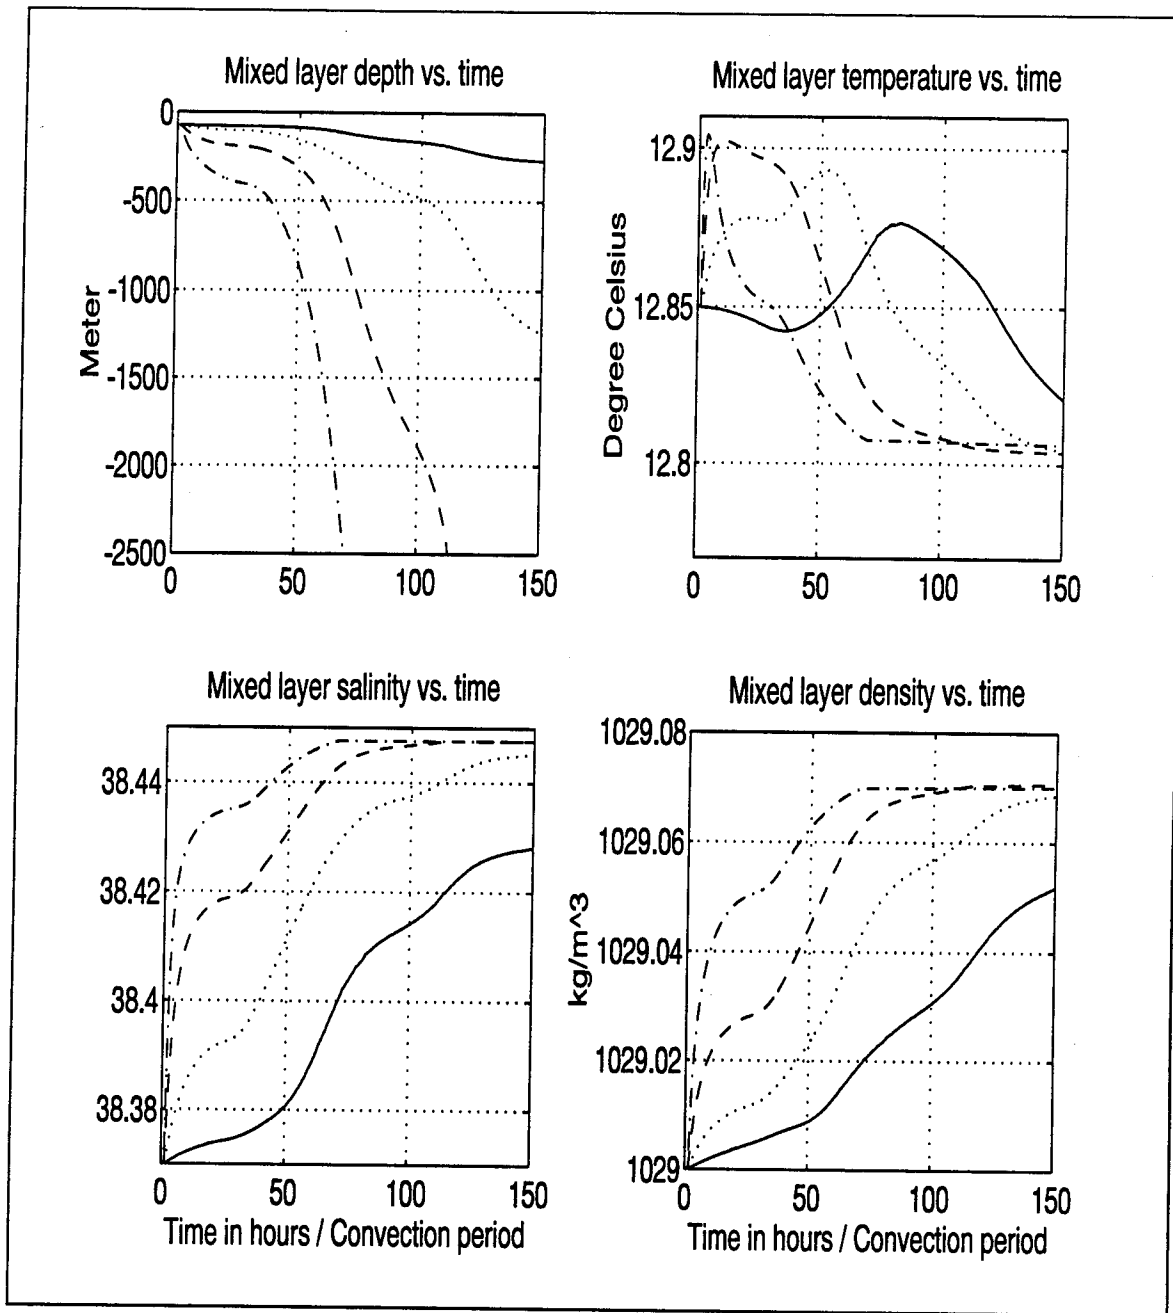 Mixed layer depth vs. time
0
-500
-1000
-1500
-2000
-2500
Meter
0 50 100 150
Mixed layer temperature vs. time
12.9
12.85
12.8
Degree Celsius
0 50 100 150
Mixed layer salinity vs. time
38.44
38.42
38.4
38.38
0 50 100 150
Time in hours / Convection period
Mixed layer density vs. time
1029.08
1029.06
1029.04
1029.02
1029
kg/m^3
0 50 100 150
Time in hours / Convection period